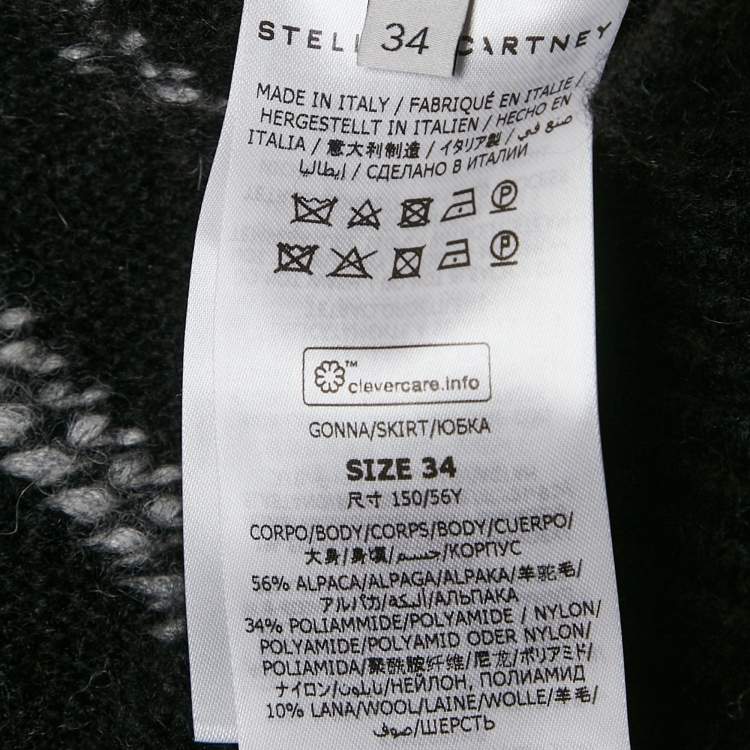 34
STELL CARTNEY
MADE IN ITALY / FABRIQUÉ EN ITALIE /
HERGESTELLT IN ITALIEN / HECHO EN
ITALIA / 意大利制造 / イタリア製 / صنع في
إيطاليا / СДЕЛАНО В ИТАЛИИ
P
P
™
clevercare.info
GONNA/SKIRT/ЮБКА
SIZE 34
尺寸 150/56Y
CORPO/BODY/CORPS/BODY/CUERPO/
大身/身頃/جسم/КОРПУС
56% ALPACA/ALPAGA/ALPAKA/羊驼毛/
アルパカ/ألبكة/АЛЬПАКА
34% POLIAMMIDE/POLYAMIDE / NYLON/
POLYAMIDE/POLYAMID ODER NYLON/
POLIAMIDA/聚酰胺纤维/尼龙/ポリアミド/
ナイロン/نايلون/НЕЙЛОН, ПОЛИАМИД
10% LANA/WOOL/LAINE/WOLLE/羊毛/
صوف/ШЕРСТЬ